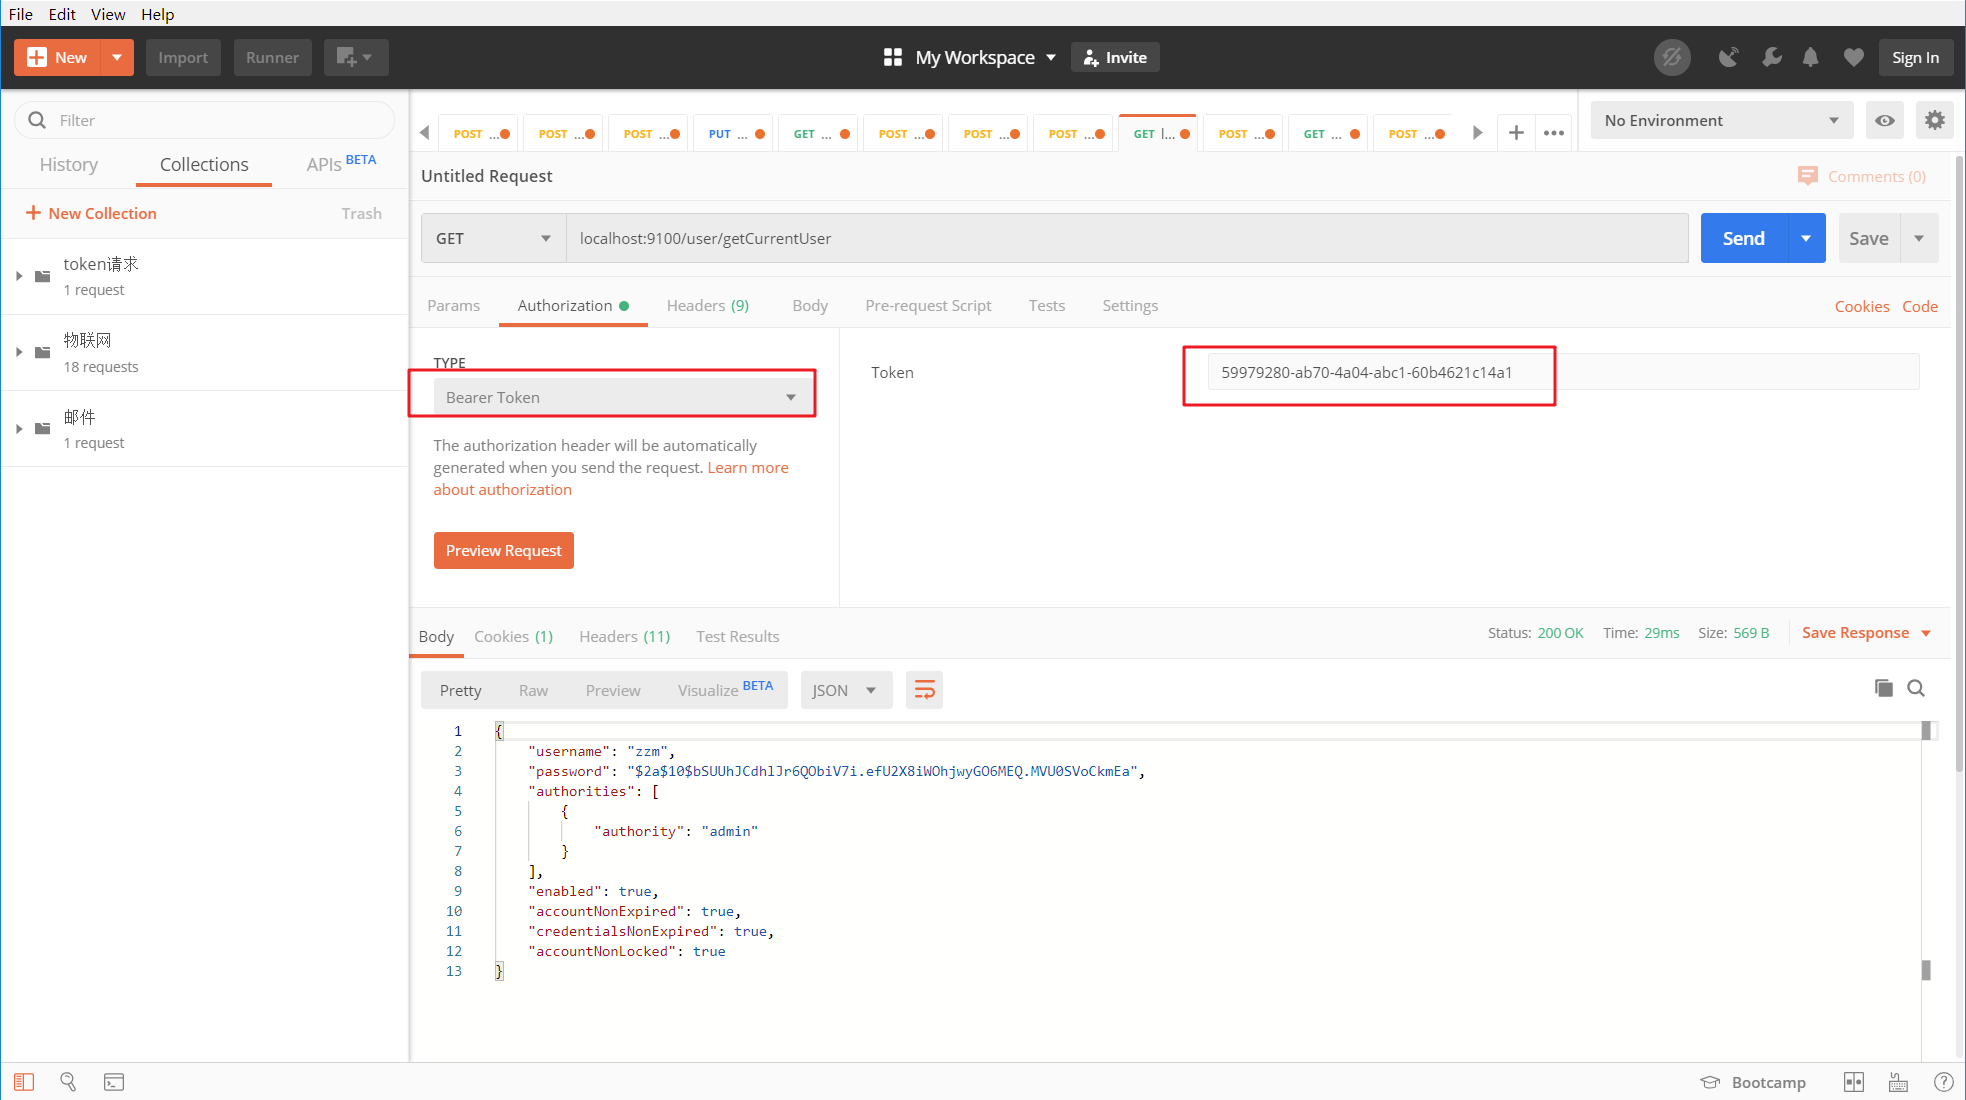 File Edit View Help
New Import Runner My Workspace Invite Sign In
Filter
History Collections APIs BETA
+ New Collection Trash
token请求
1 request
物联网
18 requests
邮件
1 request
POST ... POST ... POST ... PUT ... GET ... POST ... POST ... POST ... GET l... POST ... GET ... POST ... + ••• No Environment
Untitled Request Comments (0)
GET localhost:9100/user/getCurrentUser Send Save
Params Authorization Headers (9) Body Pre-request Script Tests Settings Cookies Code
TYPE
Bearer Token
The authorization header will be automatically
generated when you send the request. Learn more
about authorization
Preview Request
Token 59979280-ab70-4a04-abc1-60b4621c14a1
Body Cookies (1) Headers (11) Test Results Status: 200 OK Time: 29ms Size: 569 B Save Response
Pretty Raw Preview Visualize BETA JSON
1 {
2 "username": "zzm",
3 "password": "$2a$10$bSUUhJCdhlJr6QObiV7i.efU2X8iWOhjwyGO6MEQ.MVU0SVoCkmEa",
4 "authorities": [
5 {
6 "authority": "admin"
7 }
8 ],
9 "enabled": true,
10 "accountNonExpired": true,
11 "credentialsNonExpired": true,
12 "accountNonLocked": true
13 }
Bootcamp